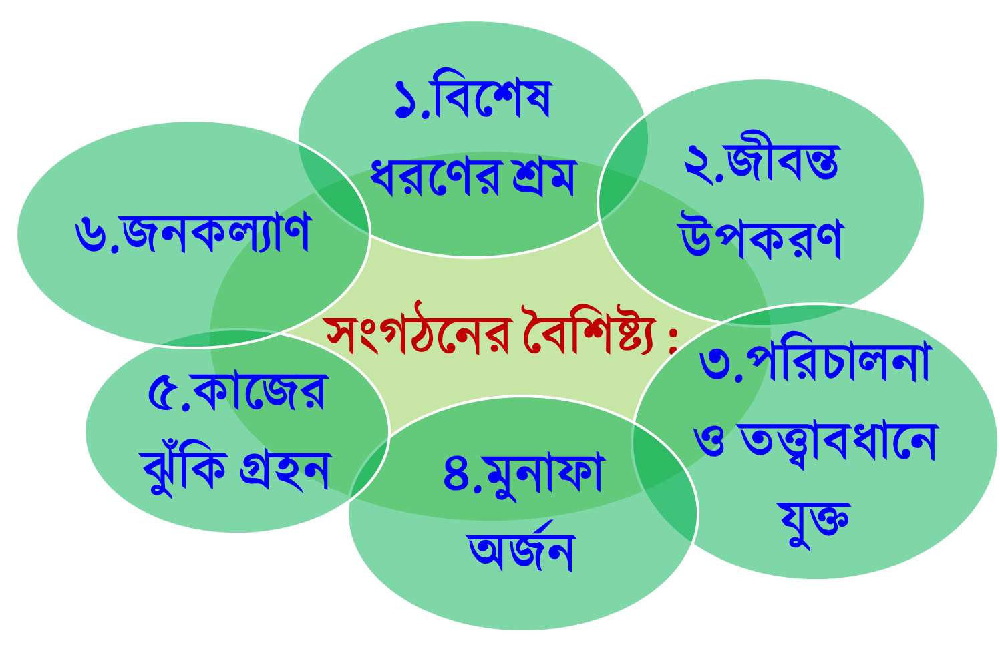 ১.বিশেষ
ধরণের শ্রম
২.জীবন্ত
উপকরণ
সংগঠনের বৈশিষ্ট্য :
৩.পরিচালনা
ও তত্ত্বাবধানে
যুক্ত
৪.মুনাফা
অর্জন
৫.কাজের
ঝুঁকি গ্রহন
৬.জনকল্যাণ